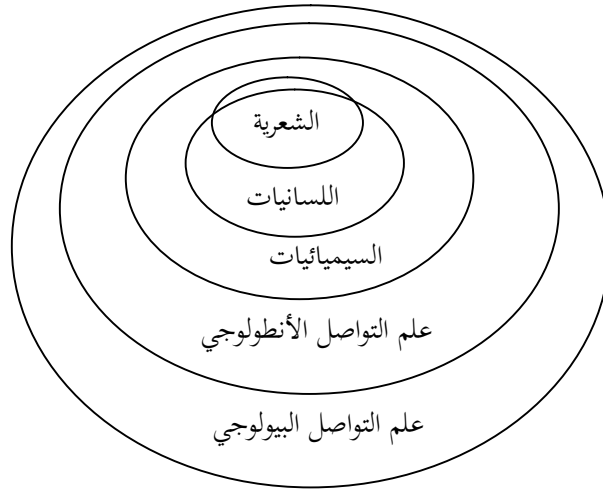 الشعرية
اللسانيات
السيميائيات
علم التواصل الأنطولوجي
علم التواصل البيولوجي